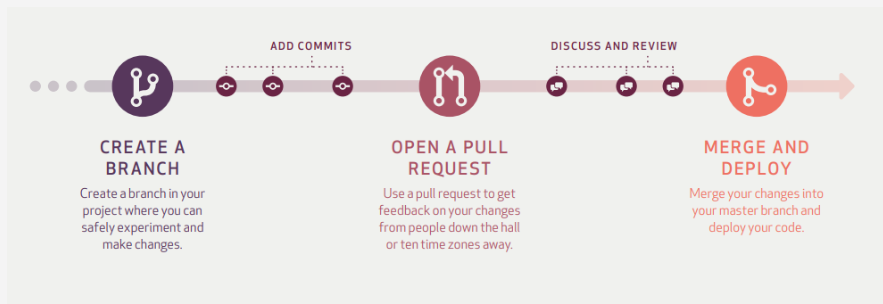 ADD COMMITS
DISCUSS AND REVIEW
CREATE A
BRANCH
Create a branch in your
project where you can
safely experiment and
make changes.
OPEN A PULL
REQUEST
Use a pull request to get
feedback on your changes
from people down the hall
or ten time zones away.
MERGE AND
DEPLOY
Merge your changes into
your master branch and
deploy your code.